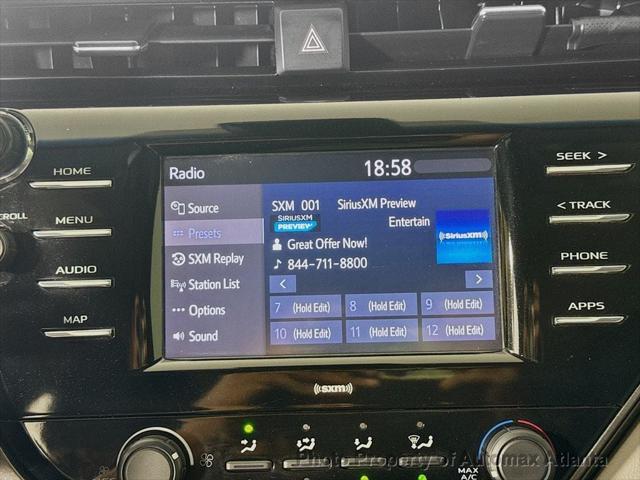 Radio 18:58
HOME
SCROLL
MENU
AUDIO
MAP
Source
Presets
SXM Replay
Station List
Options
Sound
SXM 001 SiriusXM Preview
SIRIUSXM
PREVIEW
Entertain
Great Offer Now!
844-711-8800
((SiriusXM))
< >
7 (Hold Edit) 8 (Hold Edit) 9 (Hold Edit)
10 (Hold Edit) 11 (Hold Edit) 12 (Hold Edit)
SEEK >
< TRACK
PHONE
APPS
((sxm))
MAX
A/C
Photo Property of Automax Atlanta